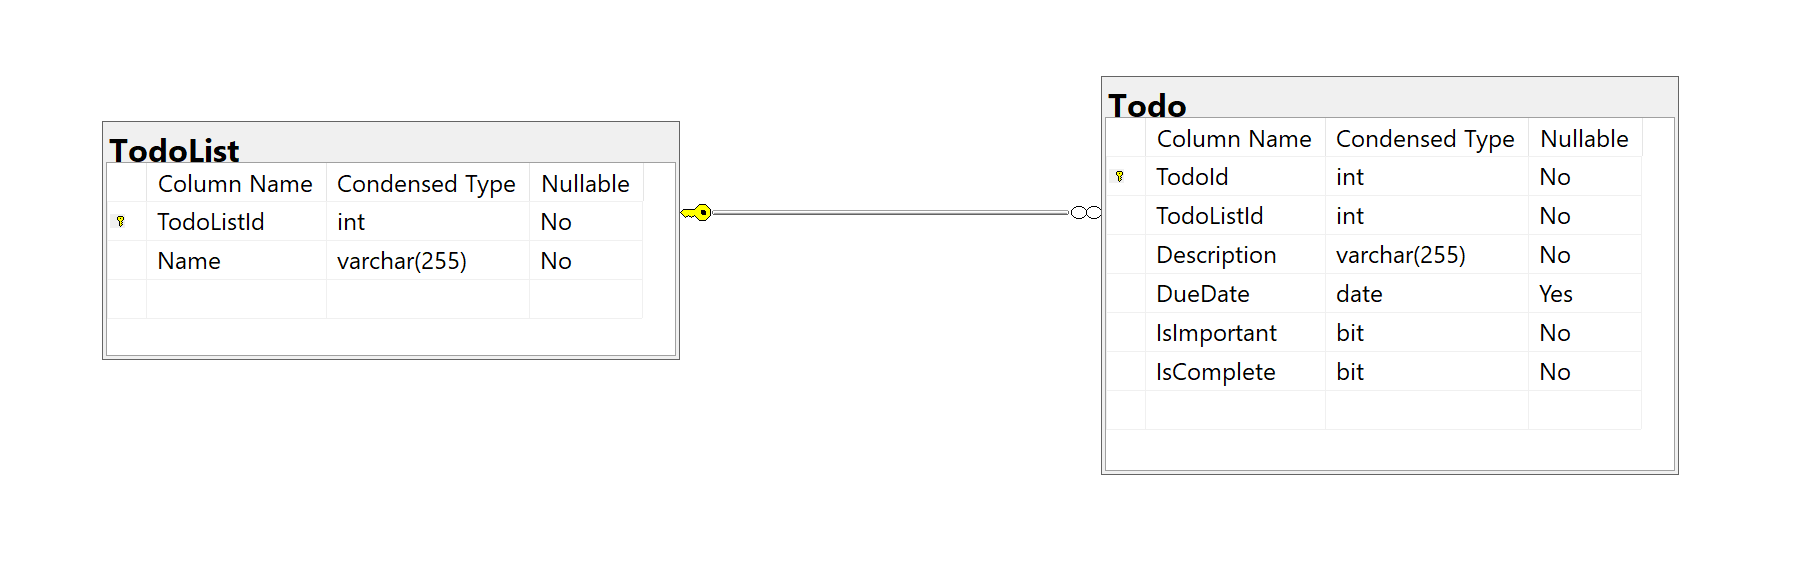 TodoList
Column Name Condensed Type Nullable
TodoListId int No
Name varchar(255) No
Todo
Column Name Condensed Type Nullable
TodoId int No
TodoListId int No
Description varchar(255) No
DueDate date Yes
IsImportant bit No
IsComplete bit No